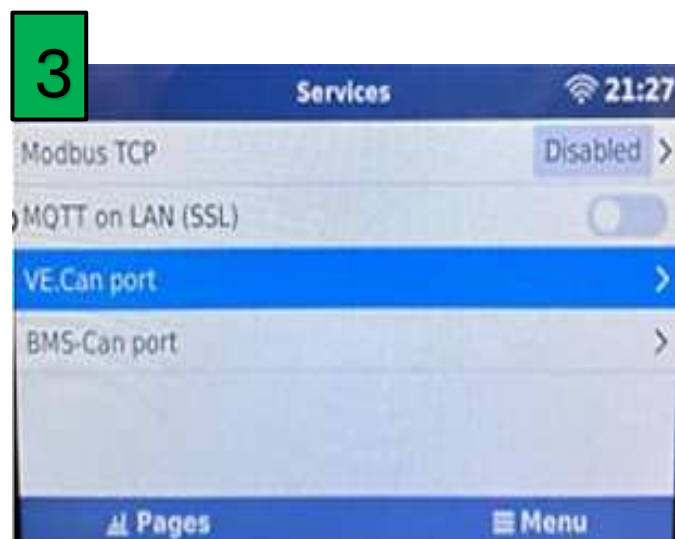 3
Services 21:27
Modbus TCP Disabled >
MQTT on LAN (SSL)
VE.Can port >
BMS-Can port >
Pages Menu